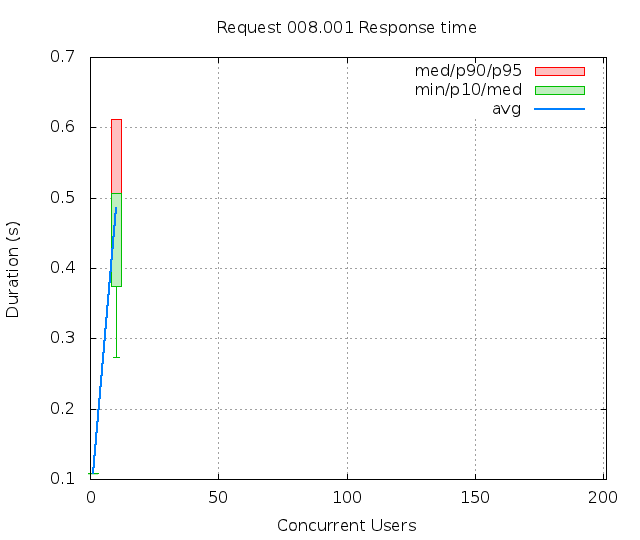 Request 008.001 Response time
med/p90/p95
min/p10/med
avg
0.7
0.6
0.5
0.4
0.3
0.2
0.1
Duration (s)
0 50 100 150 200
Concurrent Users